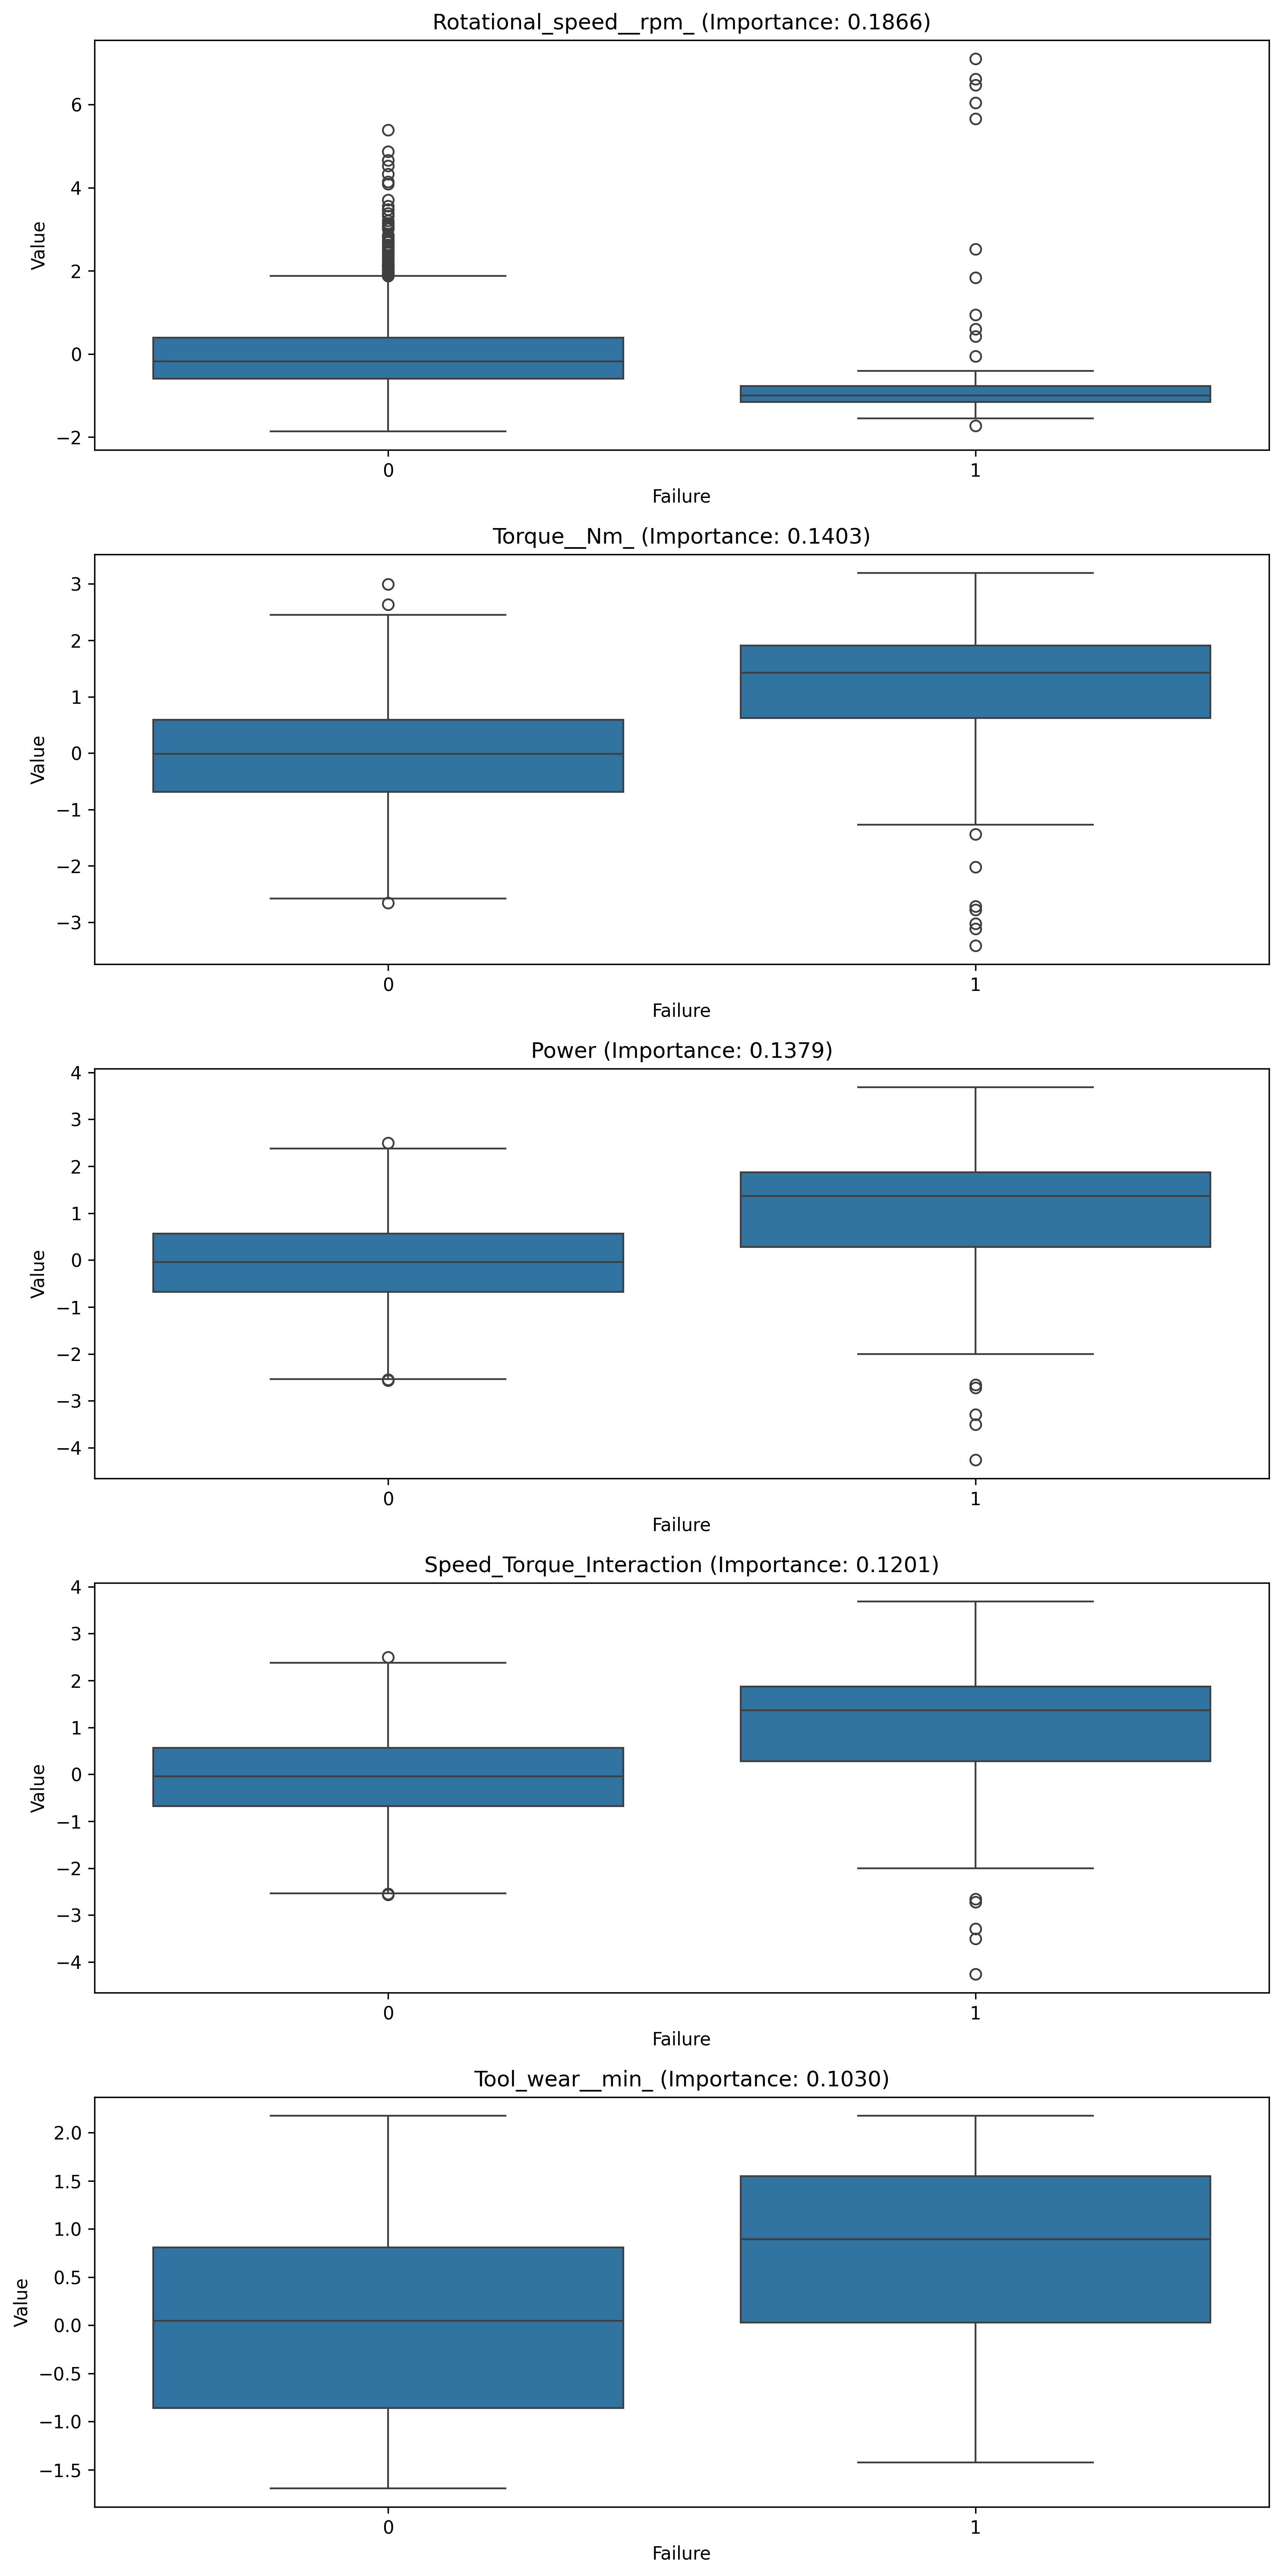 Rotational_speed__rpm_ (Importance: 0.1866)
6
4
2
0
−2
Value
0 1
Failure
Torque__Nm_ (Importance: 0.1403)
3
2
1
0
−1
−2
−3
Value
0 1
Failure
Power (Importance: 0.1379)
4
3
2
1
0
−1
−2
−3
−4
Value
0 1
Failure
Speed_Torque_Interaction (Importance: 0.1201)
4
3
2
1
0
−1
−2
−3
−4
Value
0 1
Failure
Tool_wear__min_ (Importance: 0.1030)
2.0
1.5
1.0
0.5
0.0
−0.5
−1.0
−1.5
Value
0 1
Failure